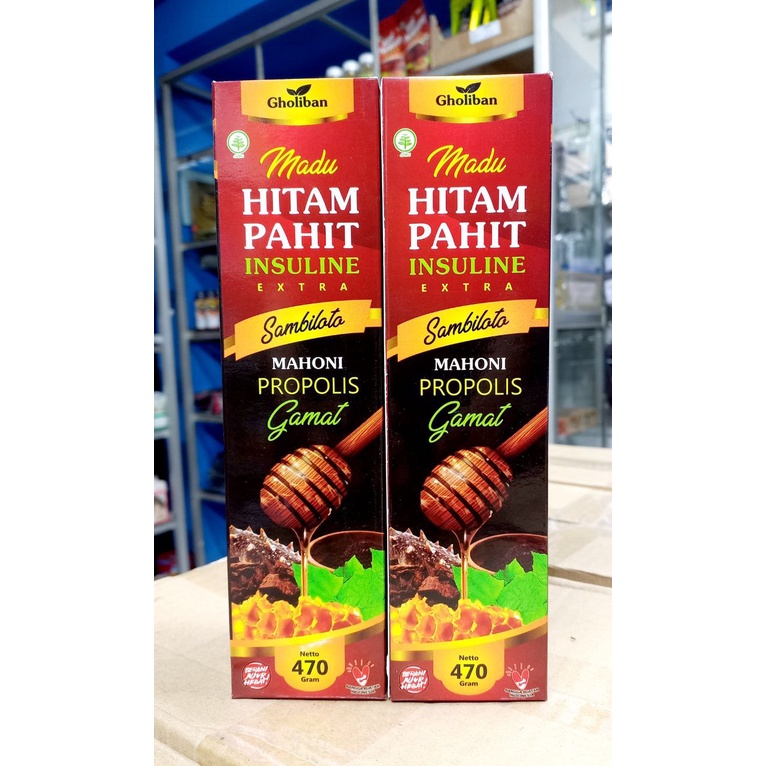 Gholiban
Madu
HITAM
PAHIT
INSULINE
EXTRA
Sambiloto
MAHONI
PROPOLIS
Gamat
Netto
470
Gram
Gholiban
Madu
HITAM
PAHIT
INSULINE
EXTRA
Sambiloto
MAHONI
PROPOLIS
Gamat
Netto
470
Gram